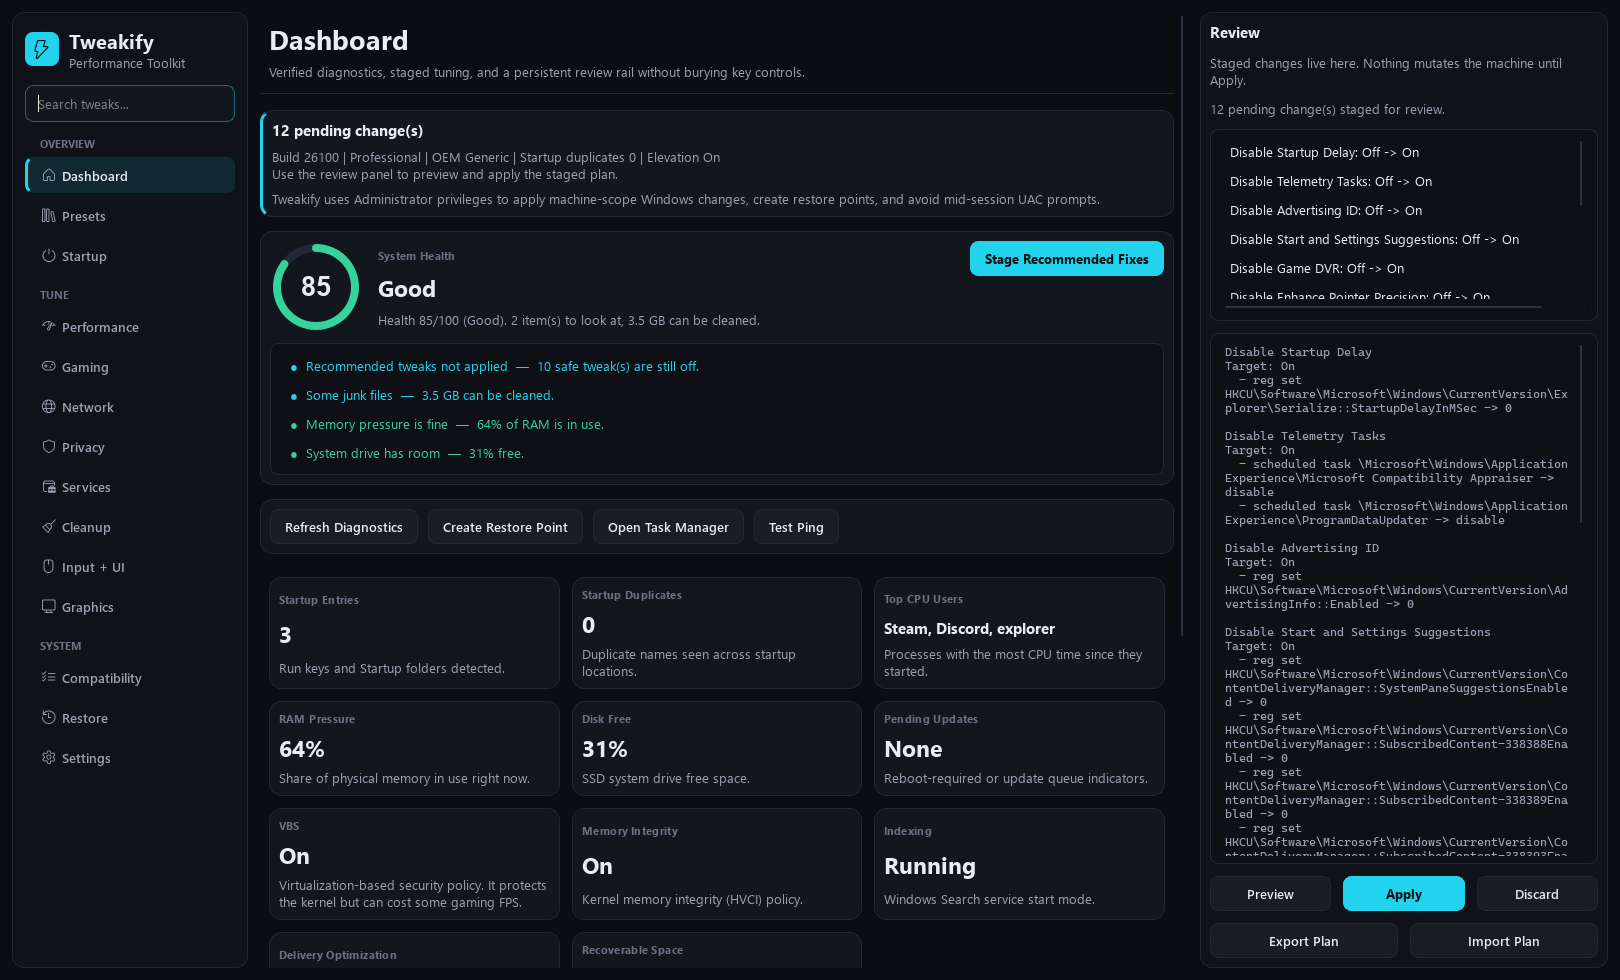 Tweakify
Performance Toolkit
Search tweaks...
OVERVIEW
Dashboard
Presets
Startup
TUNE
Performance
Gaming
Network
Privacy
Services
Cleanup
Input + UI
Graphics
SYSTEM
Compatibility
Restore
Settings
Dashboard
Verified diagnostics, staged tuning, and a persistent review rail without burying key controls.
12 pending change(s)
Build 26100 | Professional | OEM Generic | Startup duplicates 0 | Elevation On
Use the review panel to preview and apply the staged plan.
Tweakify uses Administrator privileges to apply machine-scope Windows changes, create restore points, and avoid mid-session UAC prompts.
85
System Health
Good
Health 85/100 (Good). 2 item(s) to look at, 3.5 GB can be cleaned.
Stage Recommended Fixes
● Recommended tweaks not applied — 10 safe tweak(s) are still off.
● Some junk files — 3.5 GB can be cleaned.
● Memory pressure is fine — 64% of RAM is in use.
● System drive has room — 31% free.
Refresh Diagnostics
Create Restore Point
Open Task Manager
Test Ping
Startup Entries
3
Run keys and Startup folders detected.
Startup Duplicates
0
Duplicate names seen across startup
locations.
Top CPU Users
Steam, Discord, explorer
Processes with the most CPU time since they
started.
RAM Pressure
64%
Share of physical memory in use right now.
Disk Free
31%
SSD system drive free space.
Pending Updates
None
Reboot-required or update queue indicators.
VBS
On
Virtualization-based security policy. It protects
the kernel but can cost some gaming FPS.
Memory Integrity
On
Kernel memory integrity (HVCI) policy.
Indexing
Running
Windows Search service start mode.
Delivery Optimization
Recoverable Space
Review
Staged changes live here. Nothing mutates the machine until
Apply.
12 pending change(s) staged for review.
Disable Startup Delay: Off -> On
Disable Telemetry Tasks: Off -> On
Disable Advertising ID: Off -> On
Disable Start and Settings Suggestions: Off -> On
Disable Game DVR: Off -> On
Disable Enhance Pointer Precision: Off -> On
Disable Startup Delay
Target: On
- reg set
HKCU\Software\Microsoft\Windows\CurrentVersion\Ex
plorer\Serialize::StartupDelayInMSec -> 0
Disable Telemetry Tasks
Target: On
- scheduled task \Microsoft\Windows\Application
Experience\Microsoft Compatibility Appraiser ->
disable
- scheduled task \Microsoft\Windows\Application
Experience\ProgramDataUpdater -> disable
Disable Advertising ID
Target: On
- reg set
HKCU\Software\Microsoft\Windows\CurrentVersion\Ad
vertisingInfo::Enabled -> 0
Disable Start and Settings Suggestions
Target: On
- reg set
HKCU\Software\Microsoft\Windows\CurrentVersion\Co
ntentDeliveryManager::SystemPaneSuggestionsEnable
d -> 0
- reg set
HKCU\Software\Microsoft\Windows\CurrentVersion\Co
ntentDeliveryManager::SubscribedContent-338388Ena
bled -> 0
- reg set
HKCU\Software\Microsoft\Windows\CurrentVersion\Co
ntentDeliveryManager::SubscribedContent-338389Ena
bled -> 0
- reg set
HKCU\Software\Microsoft\Windows\CurrentVersion\Co
ntentDeliveryManager::SubscribedContent-338393Ena
Preview
Apply
Discard
Export Plan
Import Plan